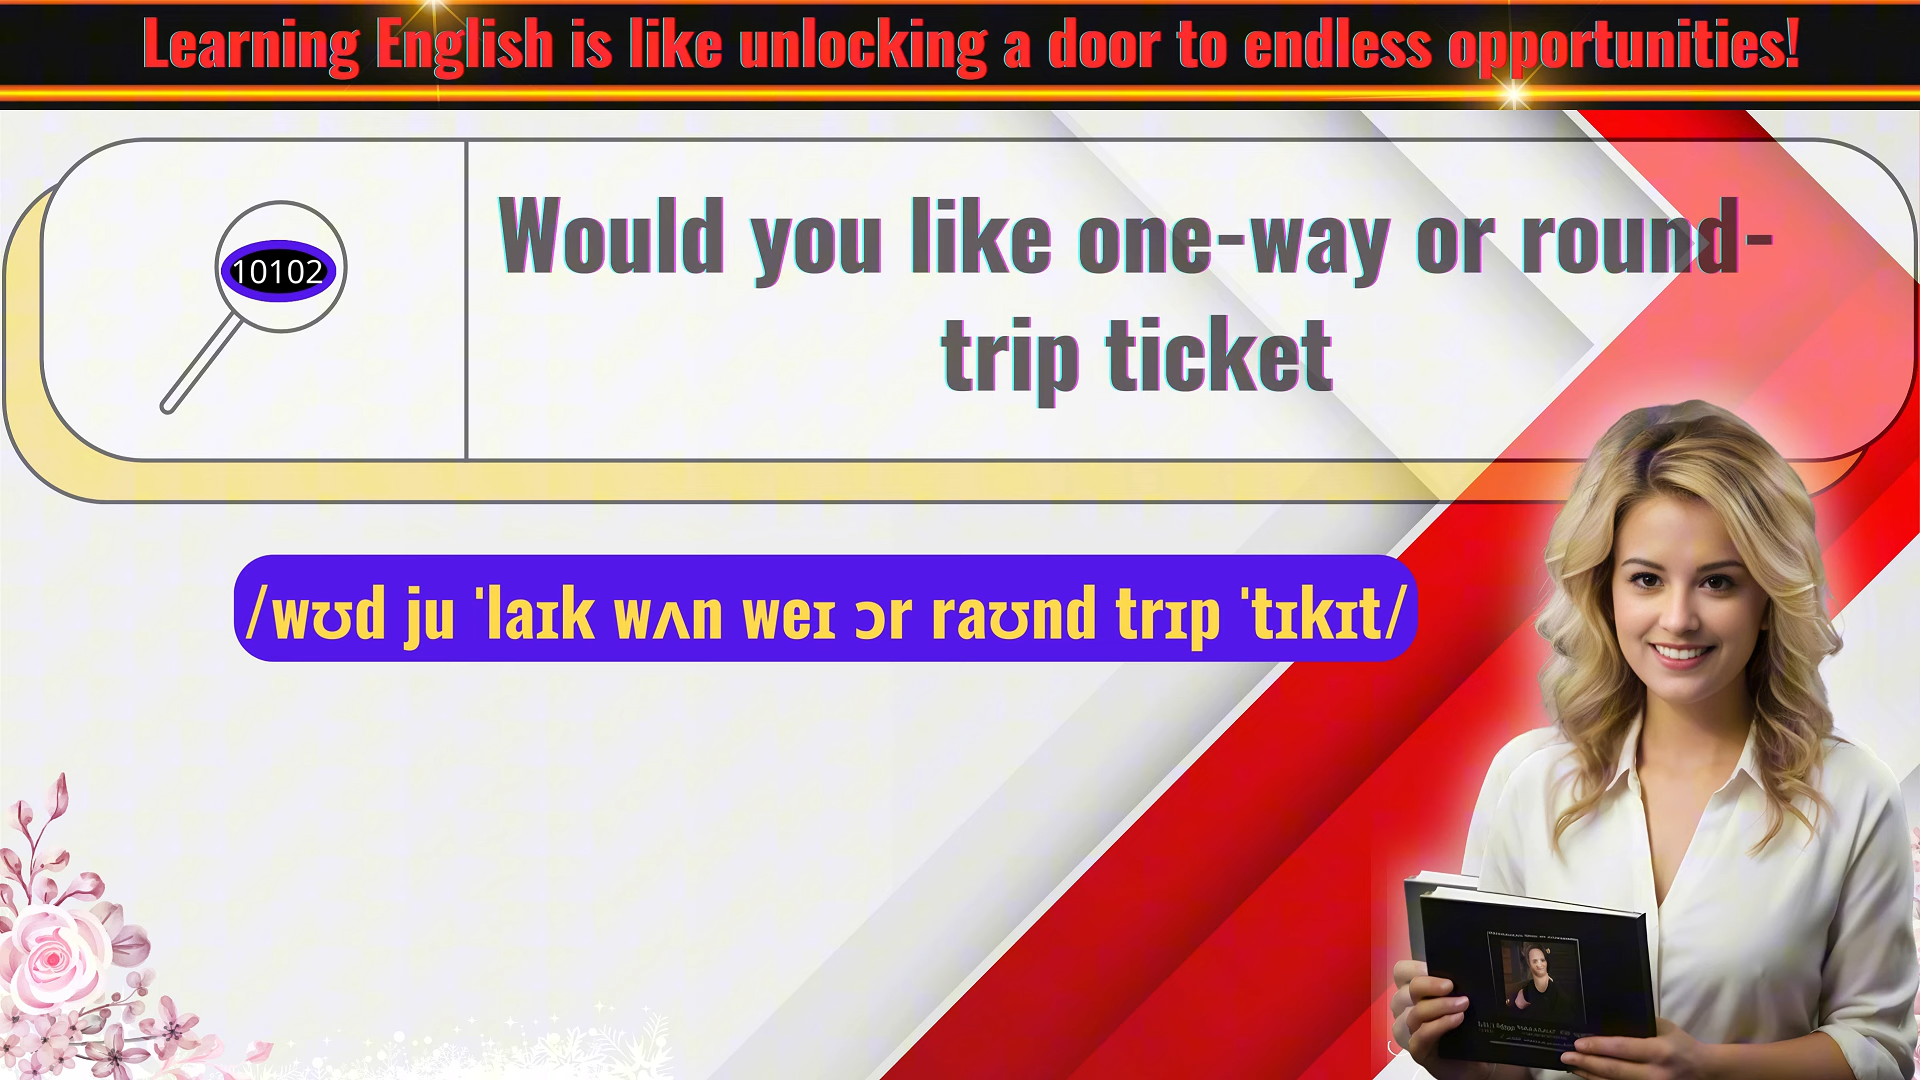 Learning English is like unlocking a door to endless opportunities!
10102
Would you like one-way or round-
trip ticket
/wʊd ju ˈlaɪk wʌn weɪ ɔr raʊnd trɪp ˈtɪkɪt/